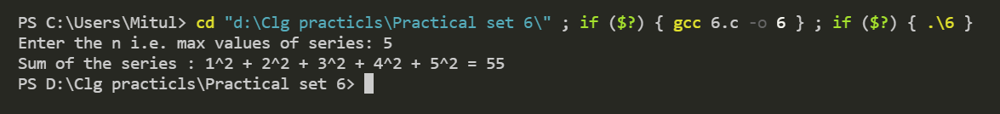 PS C:\Users\Mitul> cd "d:\Clg practicls\Practical set 6\" ; if ($?) { gcc 6.c -o 6 } ; if ($?) { .\6 }
Enter the n i.e. max values of series: 5
Sum of the series : 1^2 + 2^2 + 3^2 + 4^2 + 5^2 = 55
PS D:\Clg practicls\Practical set 6>